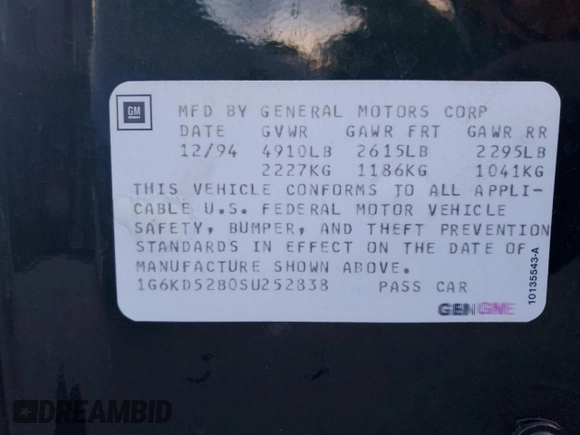 GM
MFD BY GENERAL MOTORS CORP
DATE GVWR GAWR FRT GAWR RR
12/94 4910LB 2615LB 2295LB
2227KG 1186KG 1041KG
THIS VEHICLE CONFORMS TO ALL APPLI-
CABLE U.S. FEDERAL MOTOR VEHICLE
SAFETY, BUMPER, AND THEFT PREVENTION
STANDARDS IN EFFECT ON THE DATE OF
MANUFACTURE SHOWN ABOVE.
1G6KD52B0SU252838 PASS CAR
10135543-A
DREAMBID